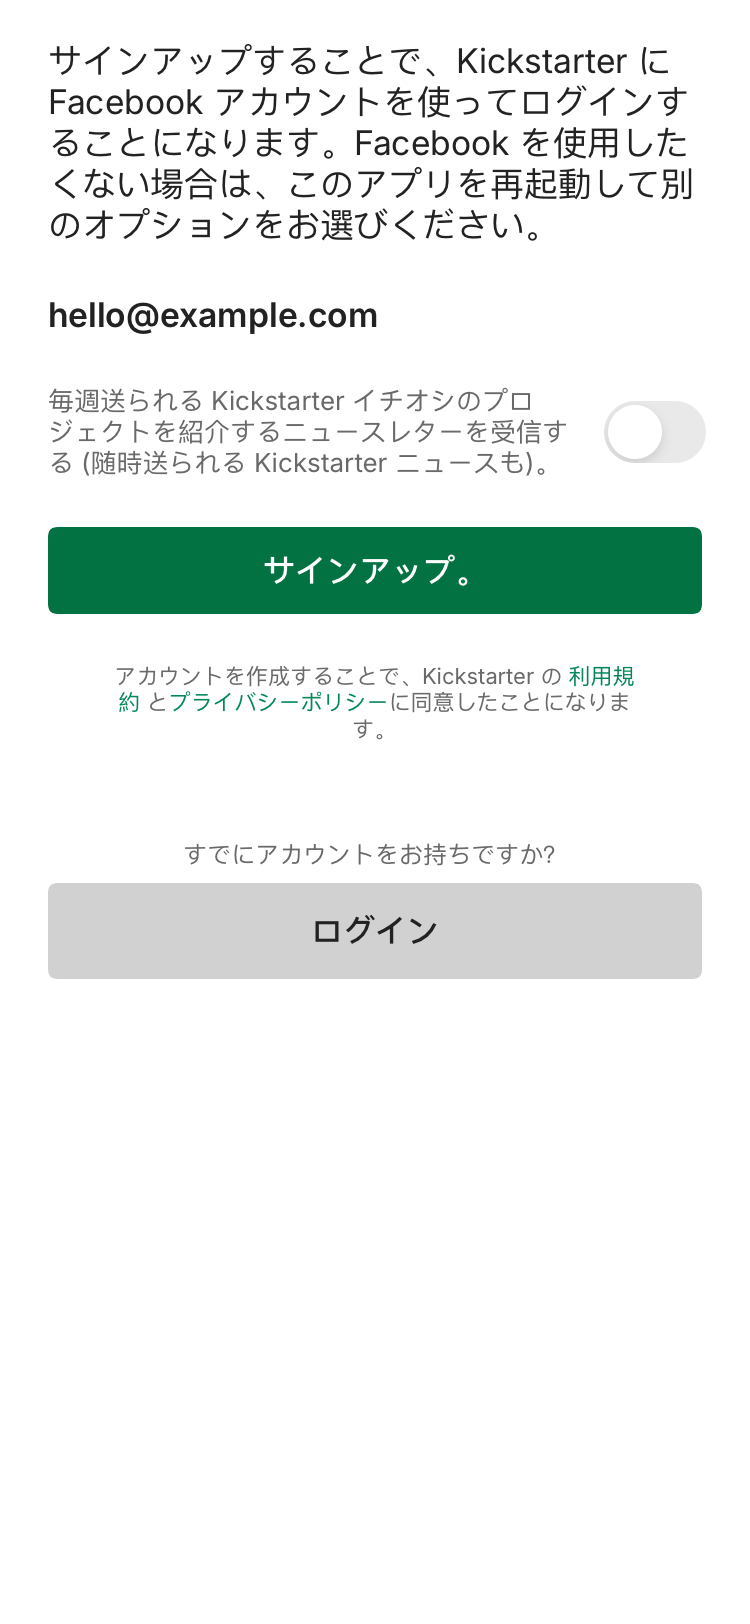 サインアップすることで、Kickstarter に
Facebook アカウントを使ってログインす
ることになります。Facebook を使用した
くない場合は、このアプリを再起動して別
のオプションをお選びください。
hello@example.com
毎週送られる Kickstarter イチオシのプロ
ジェクトを紹介するニュースレターを受信す
る (随時送られる Kickstarter ニュースも)。
サインアップ。
アカウントを作成することで、Kickstarter の 利用規
約 とプライバシーポリシーに同意したことになりま
す。
すでにアカウントをお持ちですか?
ログイン